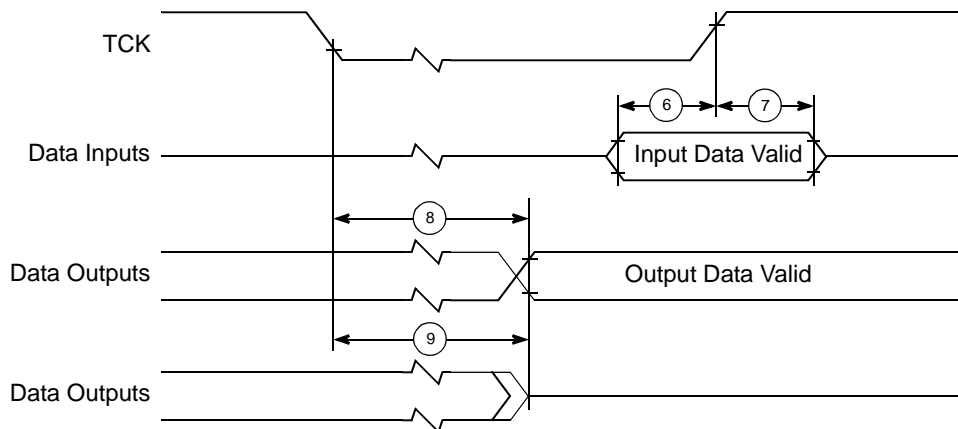 TCK
6
7
Data Inputs
Input Data Valid
8
Data Outputs
Output Data Valid
9
Data Outputs